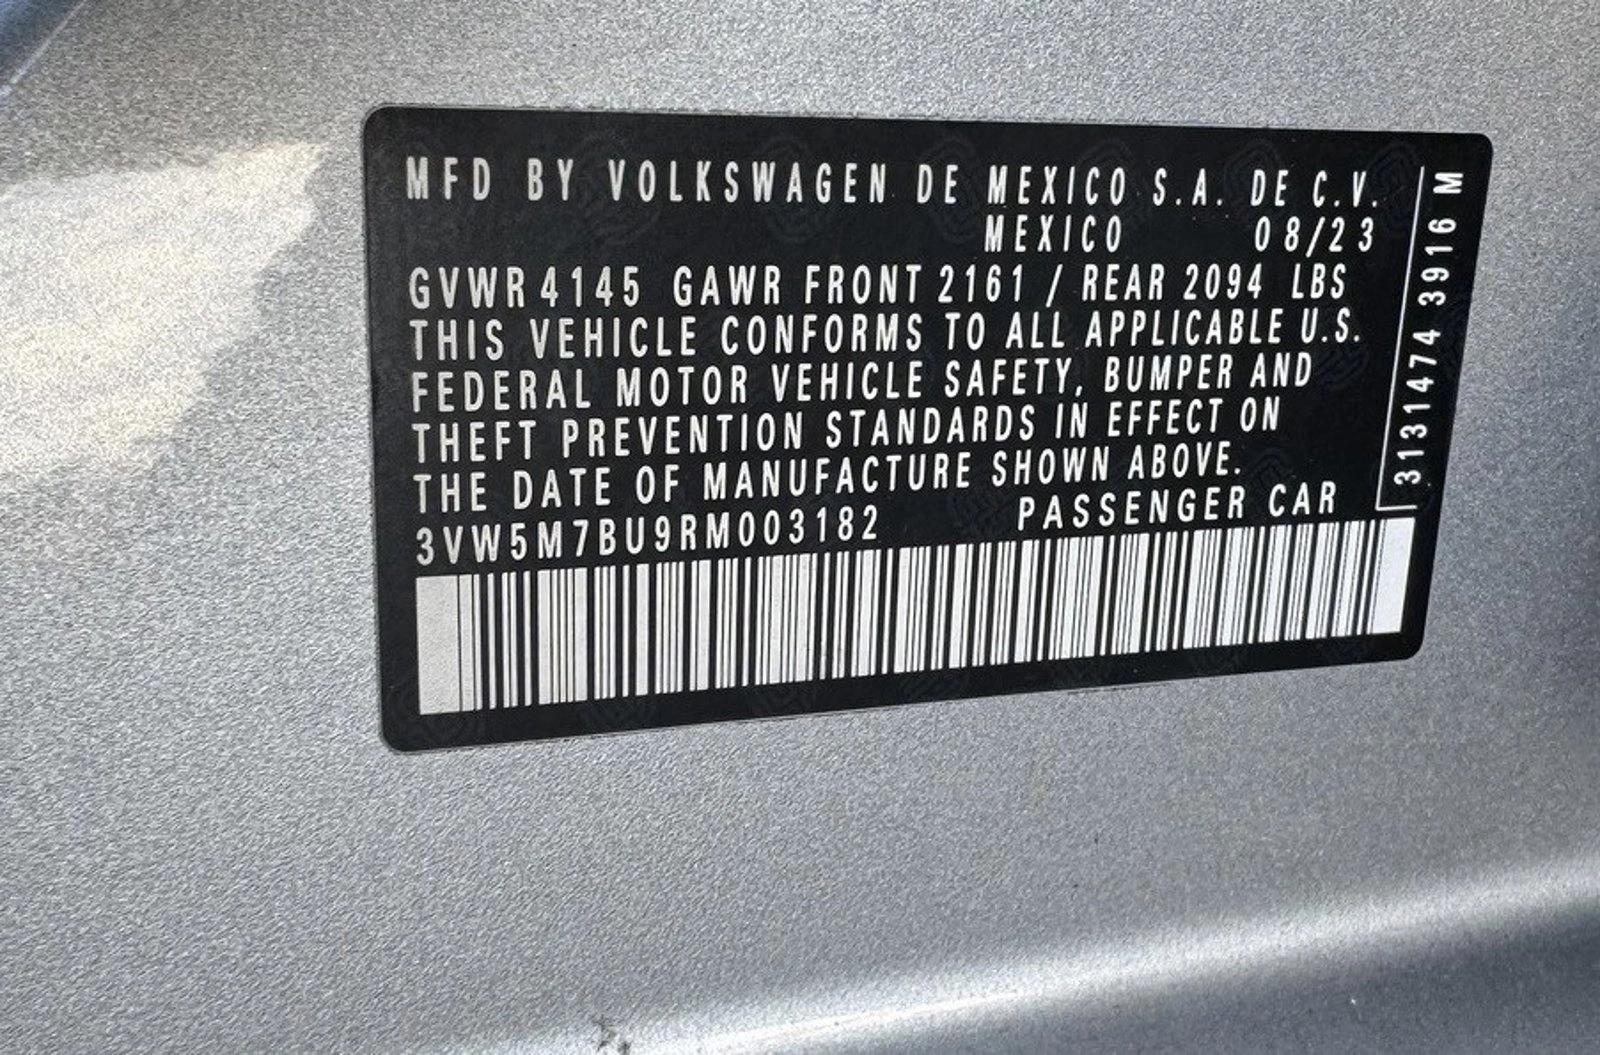 MFD BY VOLKSWAGEN DE MEXICO S.A. DE C.V.
MEXICO 08/23
GVWR 4145 GAWR FRONT 2161 / REAR 2094 LBS
THIS VEHICLE CONFORMS TO ALL APPLICABLE U.S.
FEDERAL MOTOR VEHICLE SAFETY, BUMPER AND
THEFT PREVENTION STANDARDS IN EFFECT ON
THE DATE OF MANUFACTURE SHOWN ABOVE.
3VW5M7BU9RM003182 PASSENGER CAR
3131474 3916 M